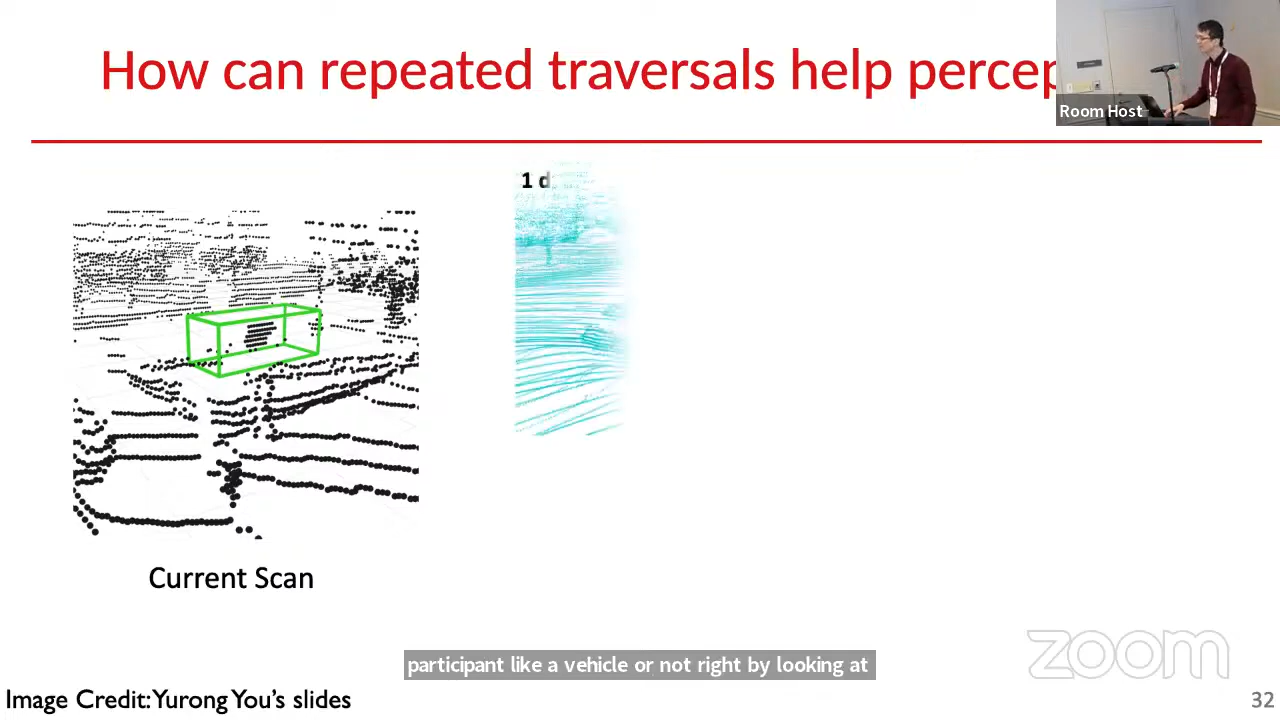 How can repeated traversals help percep
Room Host
1 d
Current Scan
zoom
participant like a vehicle or not right by looking at
Image Credit: Yurong You's slides
32